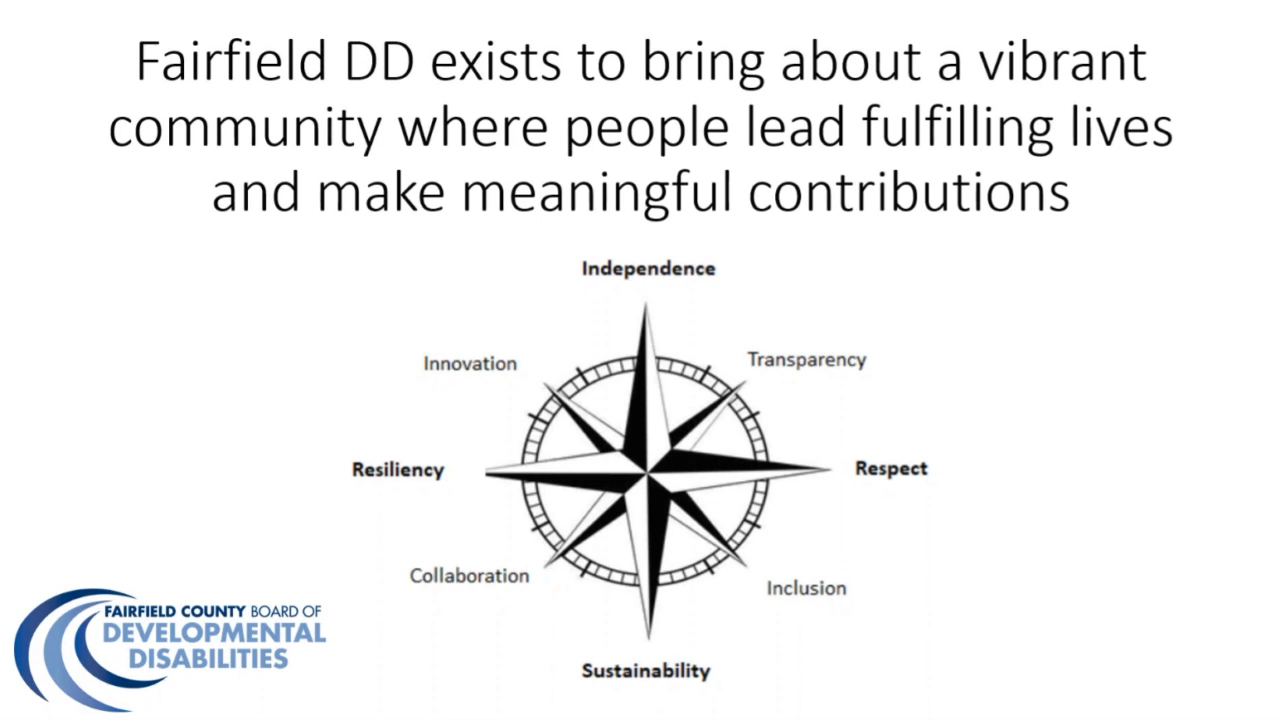 Fairfield DD exists to bring about a vibrant
community where people lead fulfilling lives
and make meaningful contributions
Independence
Innovation
Transparency
Resiliency
Respect
Collaboration
Inclusion
Sustainability
FAIRFIELD COUNTY BOARD OF
DEVELOPMENTAL
DISABILITIES